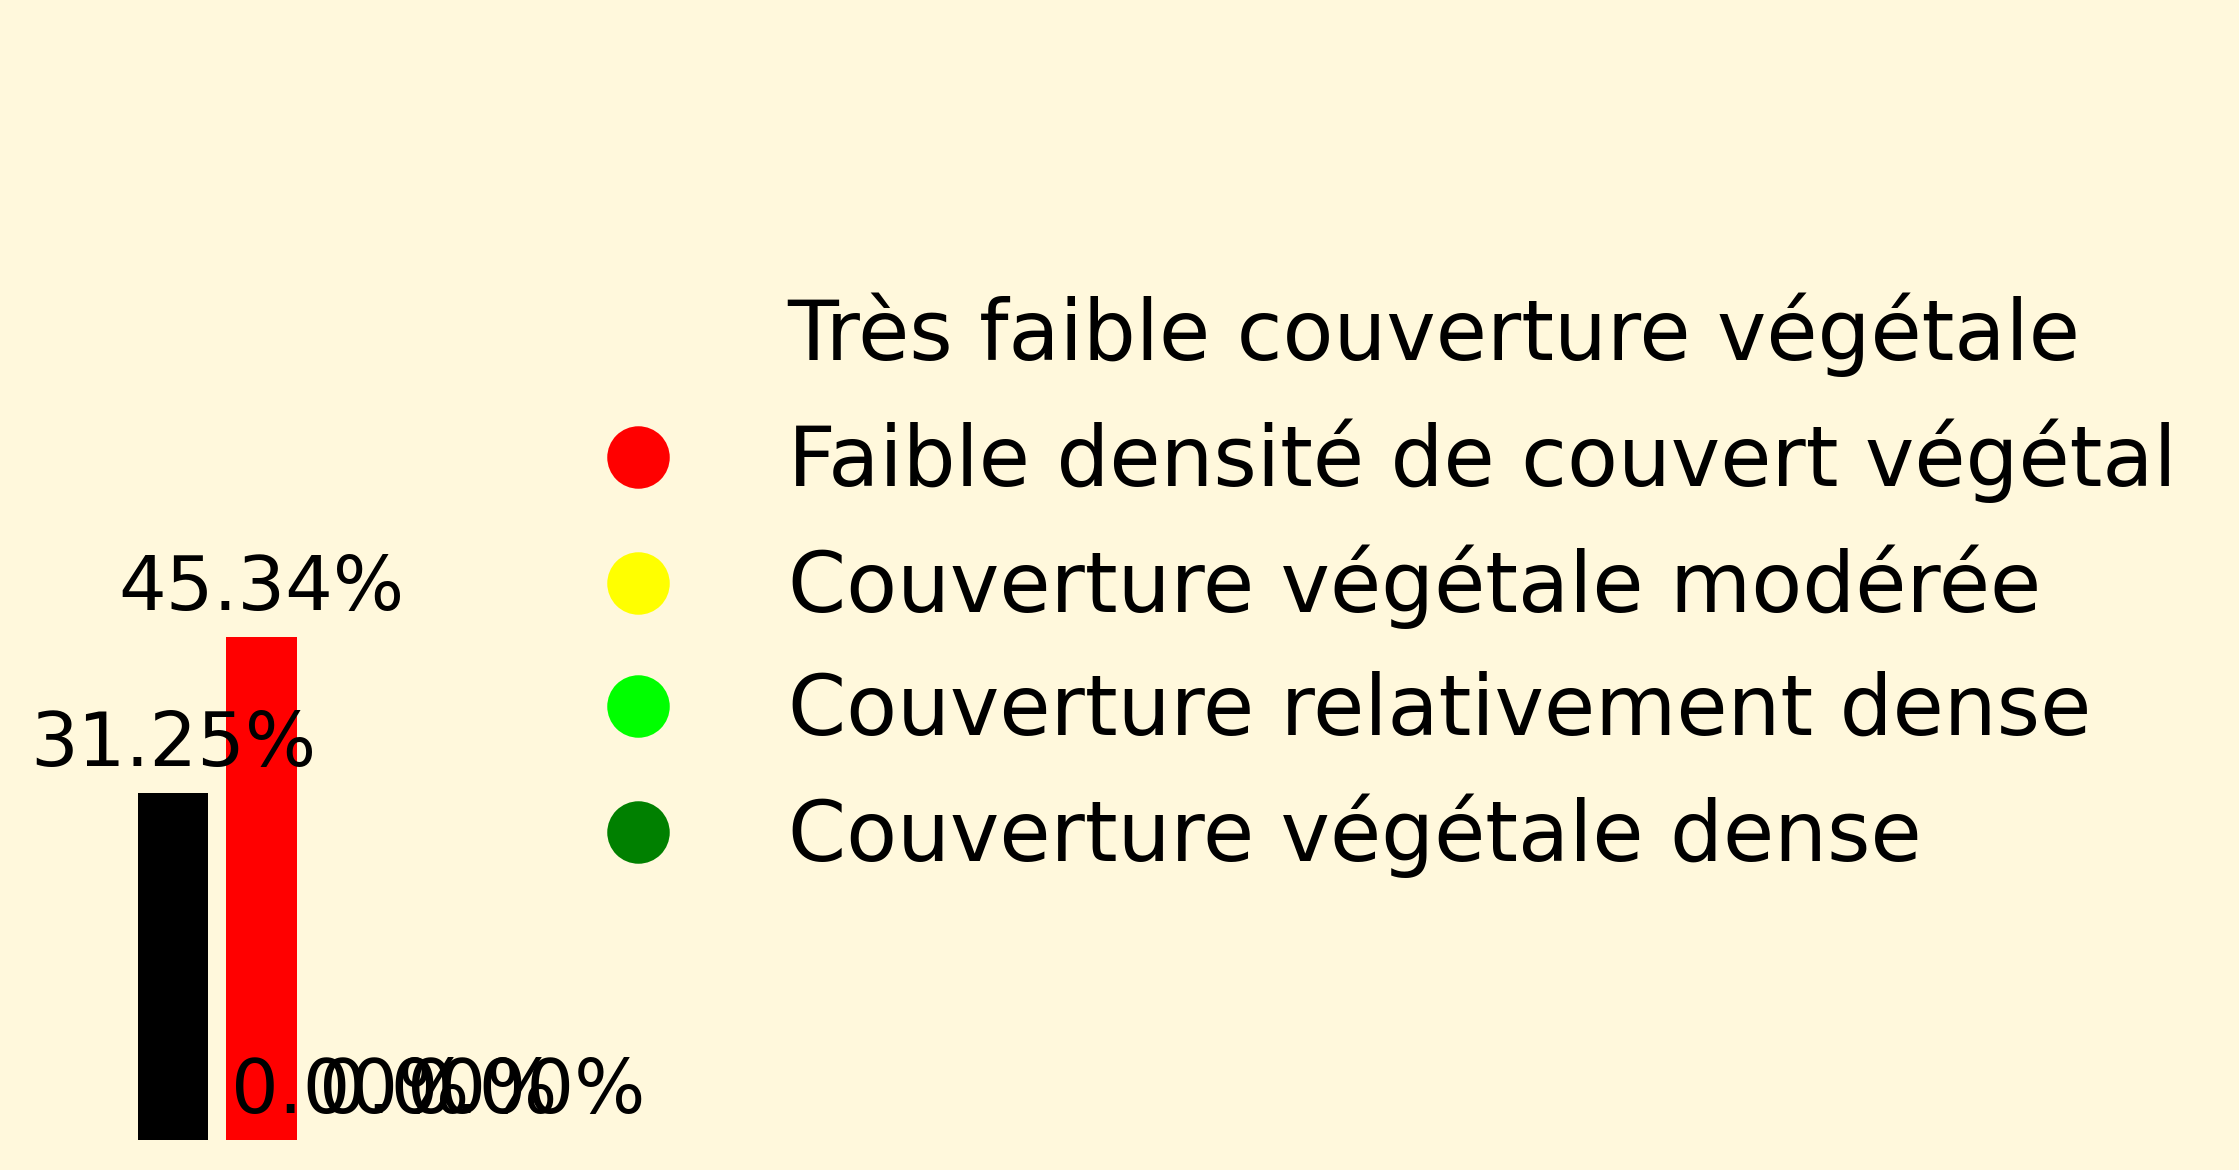 Très faible couverture végétale
Faible densité de couvert végétal
Couverture végétale modérée
Couverture relativement dense
Couverture végétale dense
45.34%
31.25%
0.00%
0.00%
0.00%